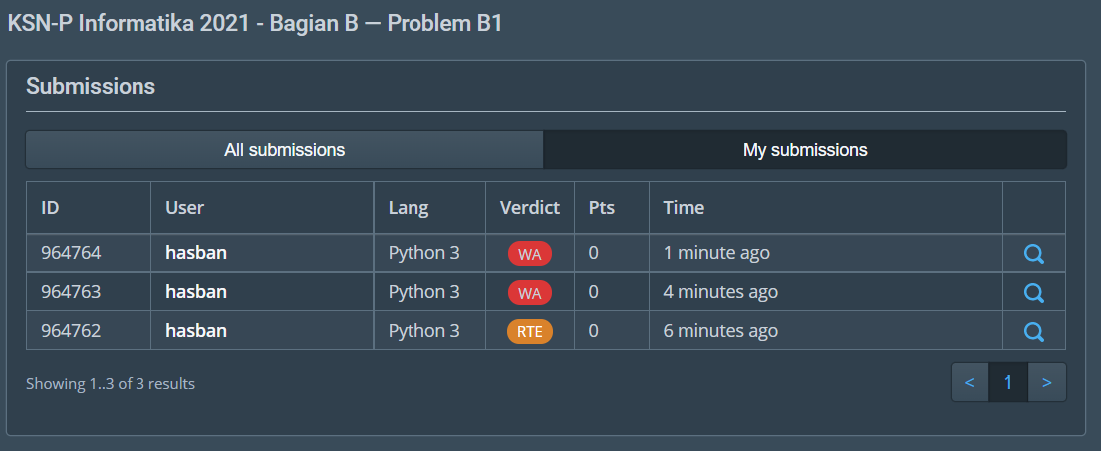 KSN-P Informatika 2021 - Bagian B — Problem B1
Submissions
All submissions My submissions
ID User Lang Verdict Pts Time
964764 hasban Python 3 WA 0 1 minute ago
964763 hasban Python 3 WA 0 4 minutes ago
964762 hasban Python 3 RTE 0 6 minutes ago
Showing 1..3 of 3 results < 1 >